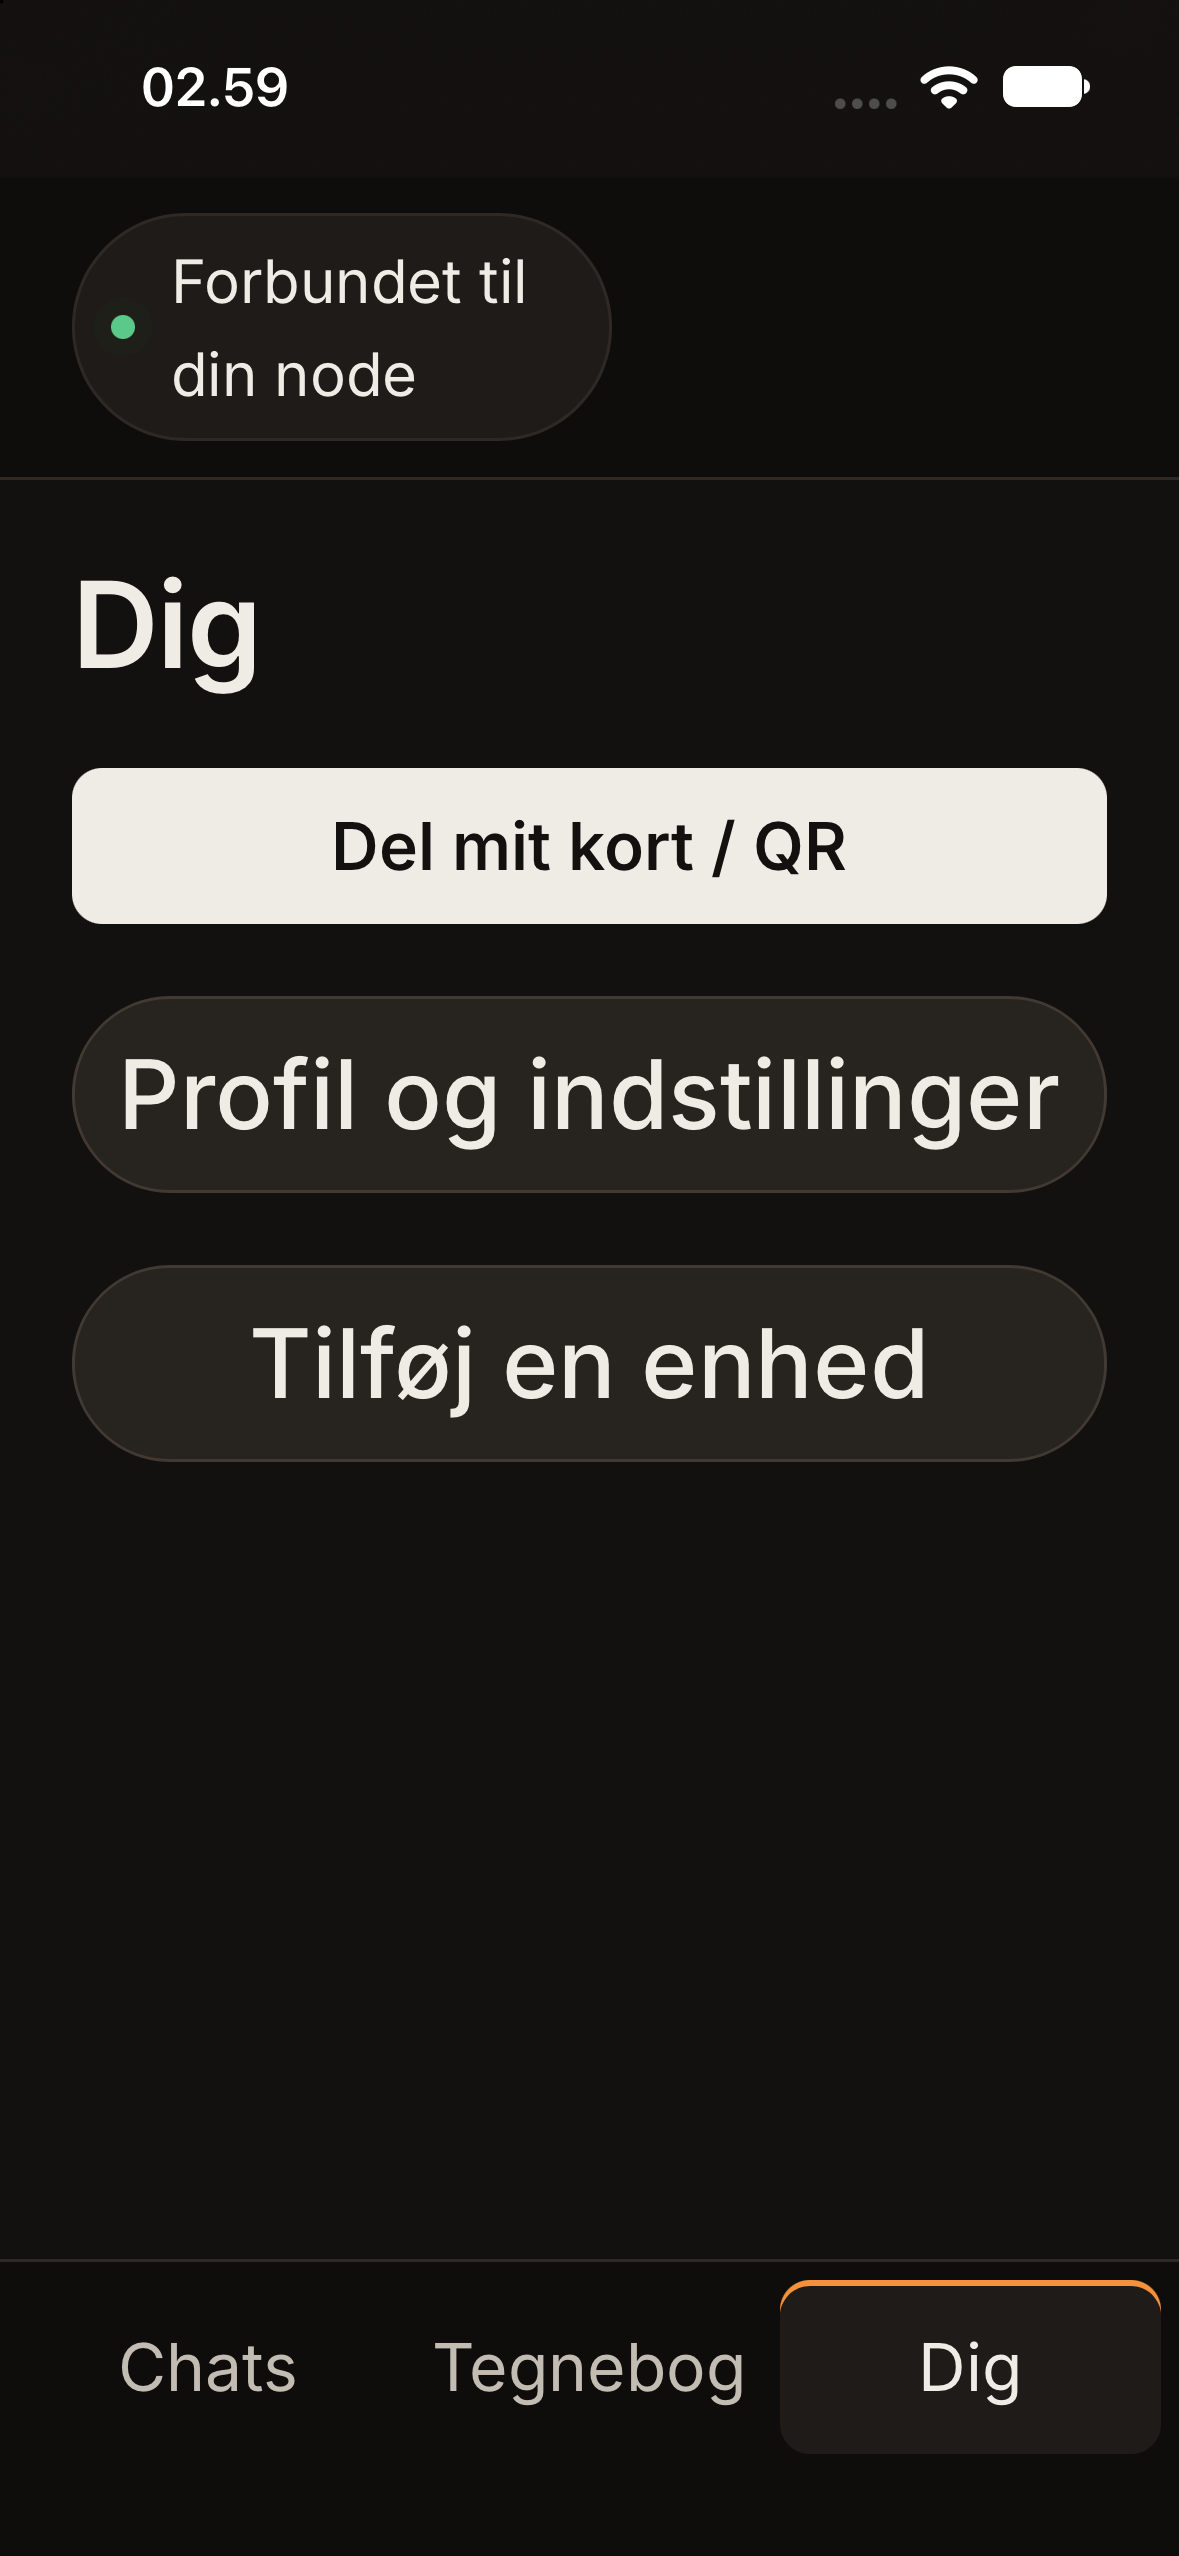 02.59
Forbundet til
din node
Dig
Del mit kort / QR
Profil og indstillinger
Tilføj en enhed
Chats
Tegnebog
Dig